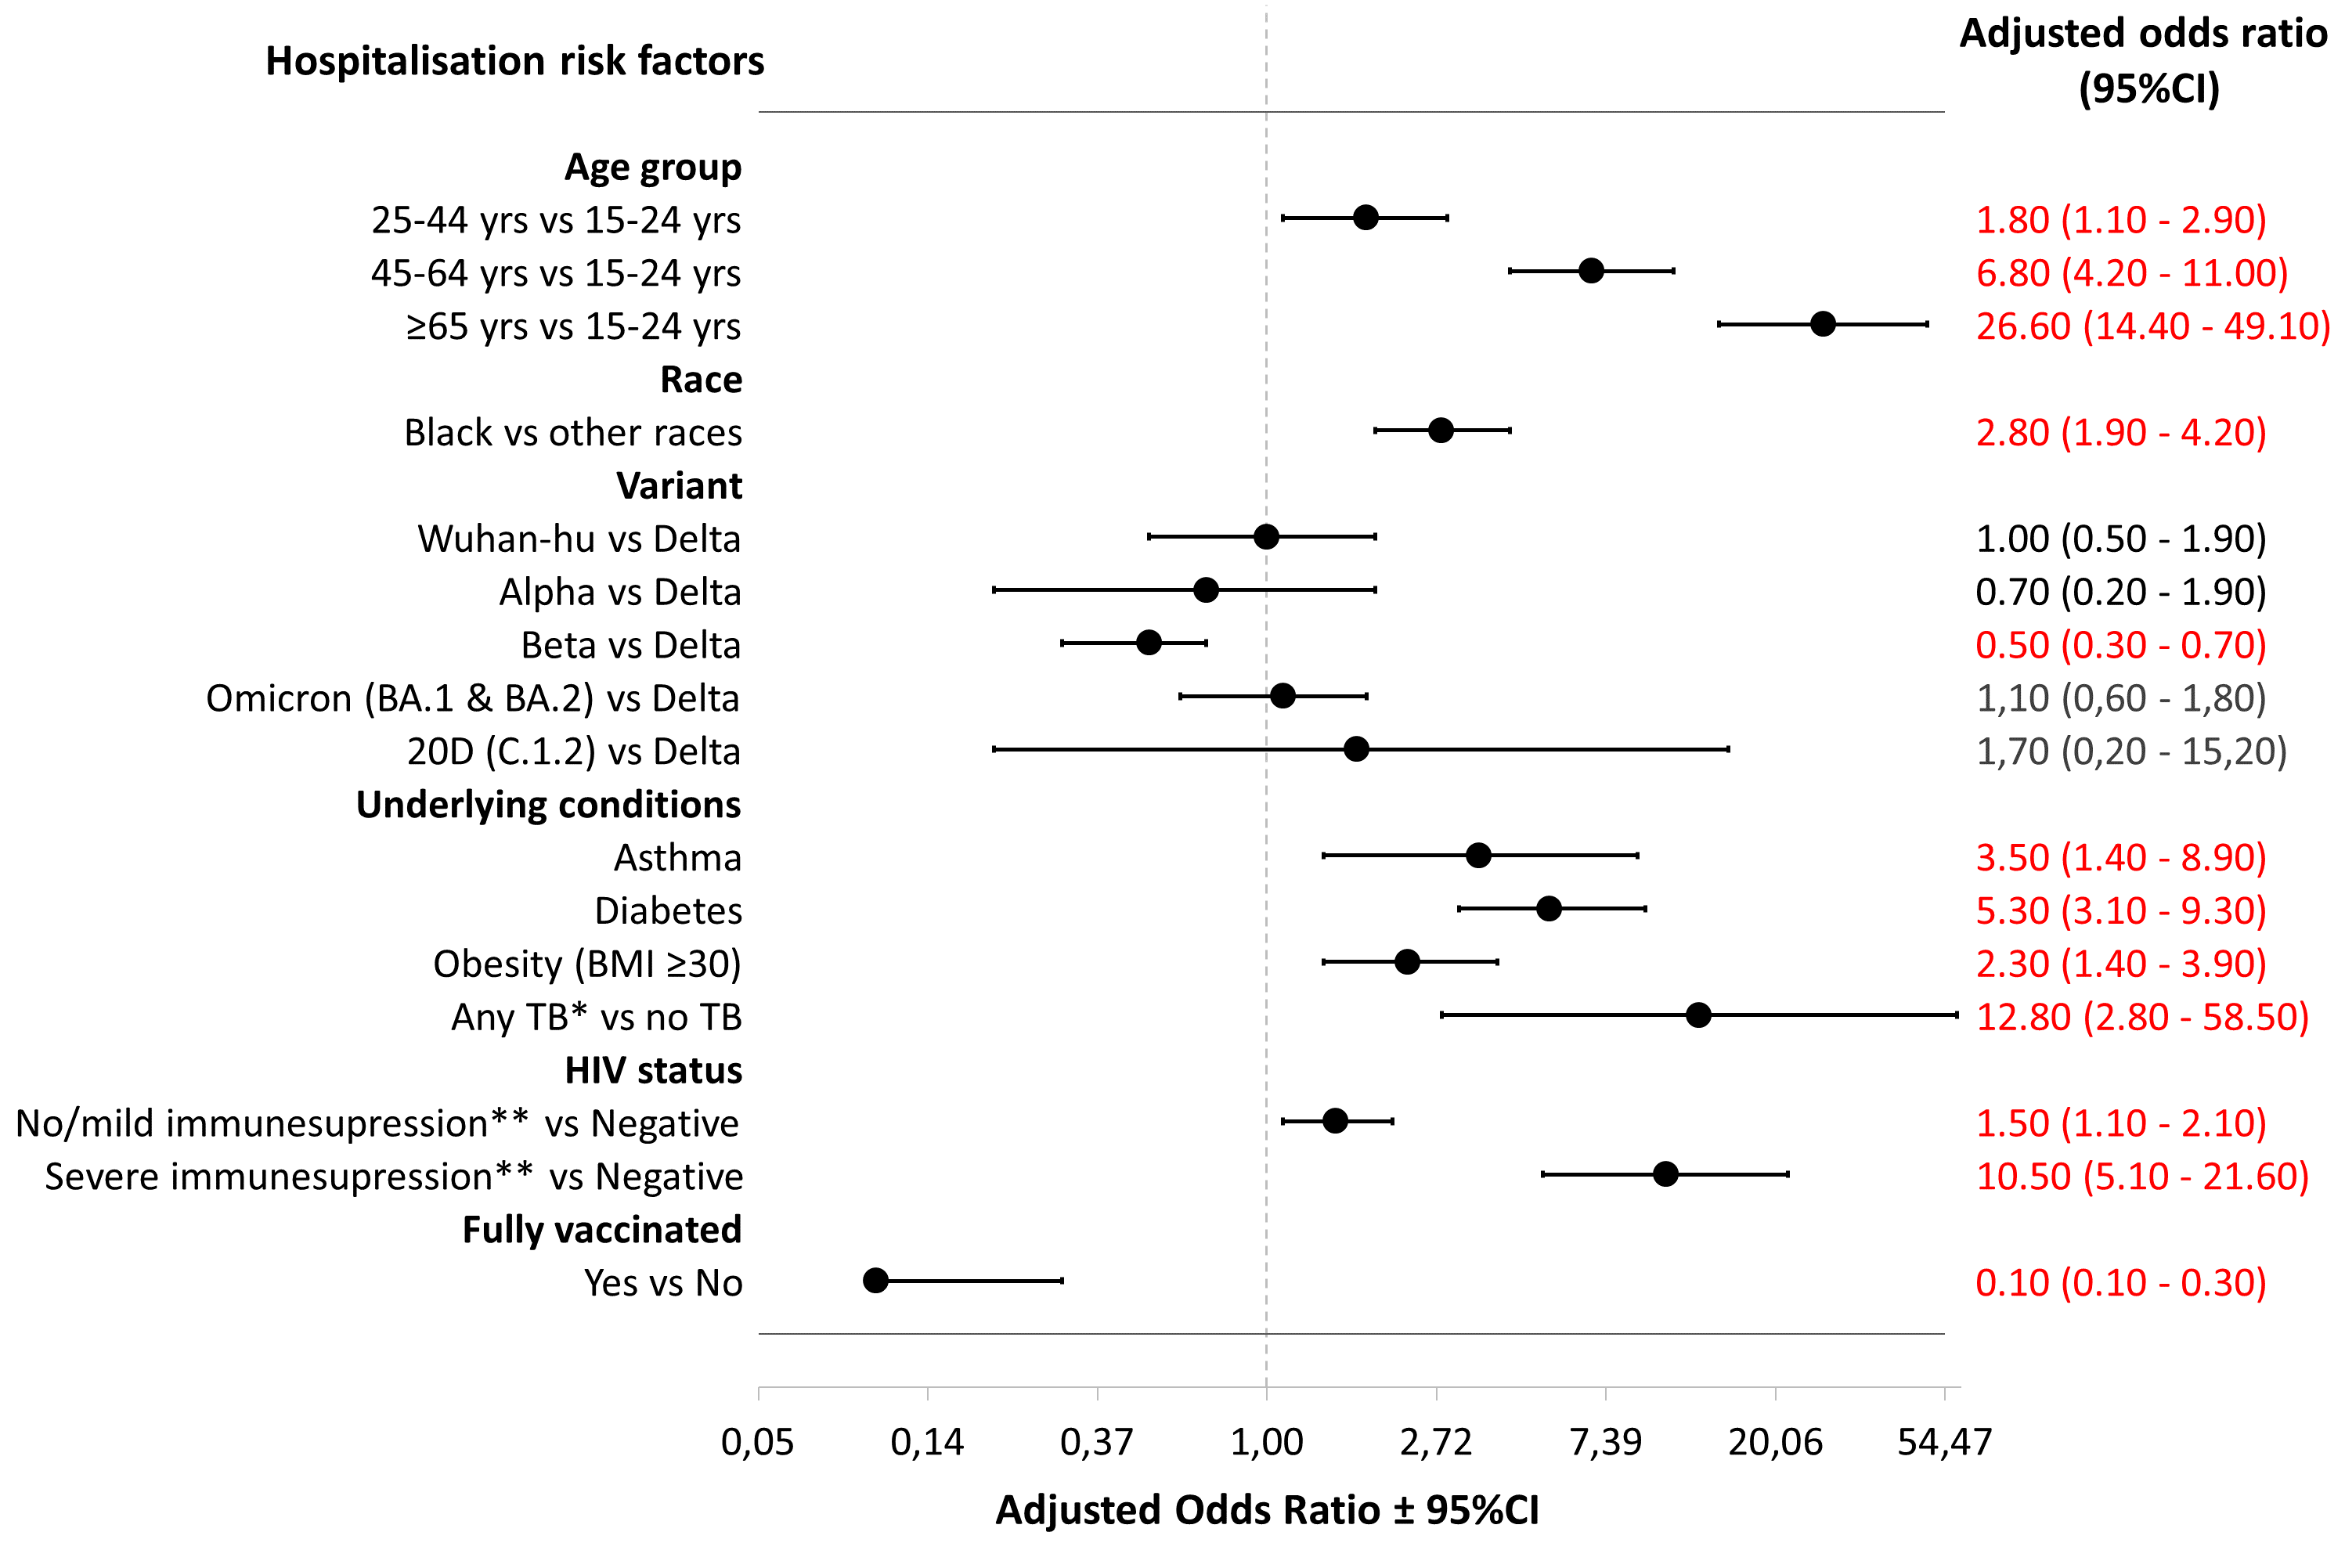 Hospitalisation risk factors
Adjusted odds ratio
(95%CI)
Age group
25-44 yrs vs 15-24 yrs 1.80 (1.10 - 2.90)
45-64 yrs vs 15-24 yrs 6.80 (4.20 - 11.00)
≥65 yrs vs 15-24 yrs 26.60 (14.40 - 49.10)
Race
Black vs other races 2.80 (1.90 - 4.20)
Variant
Wuhan-hu vs Delta 1.00 (0.50 - 1.90)
Alpha vs Delta 0.70 (0.20 - 1.90)
Beta vs Delta 0.50 (0.30 - 0.70)
Omicron (BA.1 & BA.2) vs Delta 1,10 (0,60 - 1,80)
20D (C.1.2) vs Delta 1,70 (0,20 - 15,20)
Underlying conditions
Asthma 3.50 (1.40 - 8.90)
Diabetes 5.30 (3.10 - 9.30)
Obesity (BMI ≥30) 2.30 (1.40 - 3.90)
Any TB* vs no TB 12.80 (2.80 - 58.50)
HIV status
No/mild immunesupression** vs Negative 1.50 (1.10 - 2.10)
Severe immunesupression** vs Negative 10.50 (5.10 - 21.60)
Fully vaccinated
Yes vs No 0.10 (0.10 - 0.30)
0,05 0,14 0,37 1,00 2,72 7,39 20,06 54,47
Adjusted Odds Ratio ± 95%CI